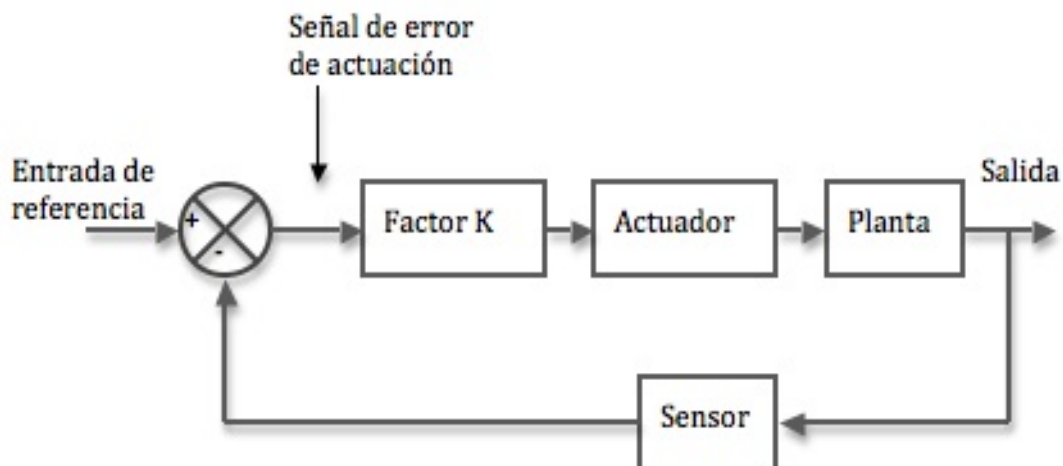 Señal de error
de actuación
Entrada de
referencia
Salida
+
-
Factor K
Actuador
Planta
Sensor